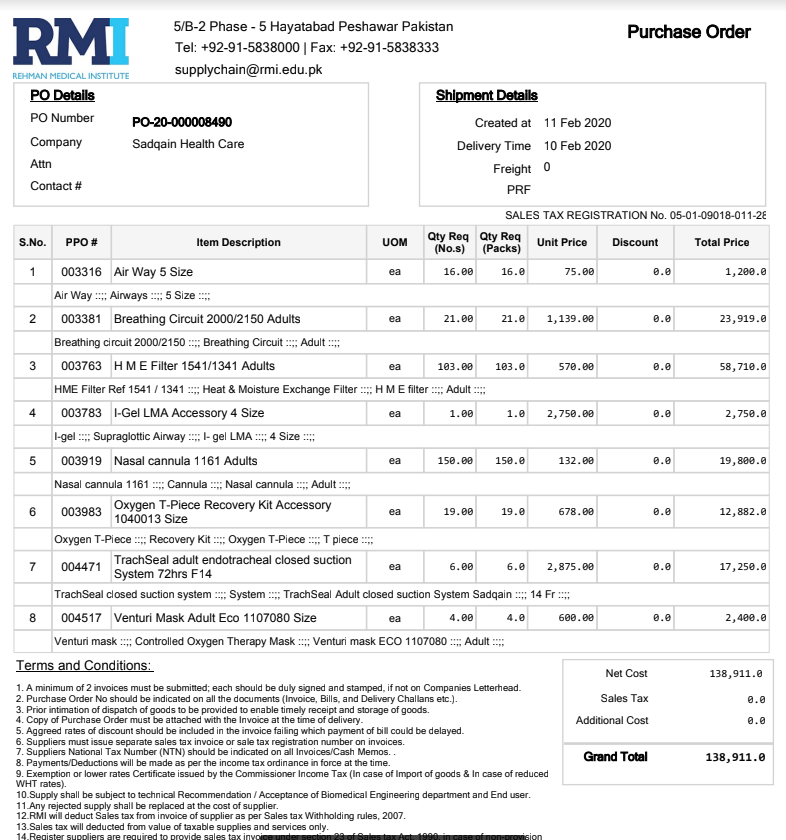 RMI
REHMAN MEDICAL INSTITUTE
5/B-2 Phase - 5 Hayatabad Peshawar Pakistan
Tel: +92-91-5838000 | Fax: +92-91-5838333
supplychain@rmi.edu.pk
Purchase Order
PO Details
PO Number PO-20-000008490
Company Sadqain Health Care
Attn
Contact #
Shipment Details
Created at 11 Feb 2020
Delivery Time 10 Feb 2020
Freight 0
PRF
SALES TAX REGISTRATION No. 05-01-09018-011-28
S.No. PPO # Item Description UOM Qty Req (No.s) Qty Req (Packs) Unit Price Discount Total Price
1 003316 Air Way 5 Size ea 16.00 16.0 75.00 0.0 1,200.0
Air Way ::;; Airways ::;; 5 Size ::;;
2 003381 Breathing Circuit 2000/2150 Adults ea 21.00 21.0 1,139.00 0.0 23,919.0
Breathing circuit 2000/2150 ::;; Breathing Circuit ::;; Adult ::;;
3 003763 H M E Filter 1541/1341 Adults ea 103.00 103.0 570.00 0.0 58,710.0
HME Filter Ref 1541 / 1341 ::;; Heat & Moisture Exchange Filter ::;; H M E filter ::;; Adult ::;;
4 003783 I-Gel LMA Accessory 4 Size ea 1.00 1.0 2,750.00 0.0 2,750.0
I-gel ::;; Supraglottic Airway ::;; I- gel LMA ::;; 4 Size ::;;
5 003919 Nasal cannula 1161 Adults ea 150.00 150.0 132.00 0.0 19,800.0
Nasal cannula 1161 ::;; Cannula ::;; Nasal cannula ::;; Adult ::;;
6 003983 Oxygen T-Piece Recovery Kit Accessory 1040013 Size ea 19.00 19.0 678.00 0.0 12,882.0
Oxygen T-Piece ::;; Recovery Kit ::;; Oxygen T-Piece ::;; T piece ::;;
7 004471 TrachSeal adult endotracheal closed suction System 72hrs F14 ea 6.00 6.0 2,875.00 0.0 17,250.0
TrachSeal closed suction system ::;; System ::;; TrachSeal Adult closed suction System Sadqain ::;; 14 Fr ::;;
8 004517 Venturi Mask Adult Eco 1107080 Size ea 4.00 4.0 600.00 0.0 2,400.0
Venturi mask ::;; Controlled Oxygen Therapy Mask ::;; Venturi mask ECO 1107080 ::;; Adult ::;;
Terms and Conditions:
1. A minimum of 2 invoices must be submitted; each should be duly signed and stamped, if not on Companies Letterhead.
2. Purchase Order No should be indicated on all the documents (Invoice, Bills, and Delivery Challans etc.).
3. Prior intimation of dispatch of goods to be provided to enable timely receipt and storage of goods.
4. Copy of Purchase Order must be attached with the Invoice at the time of delivery.
5. Aggreed rates of discount should be included in the invoice failing which payment of bill could be delayed.
6. Suppliers must issue separate sales tax invoice or sale tax registration number on invoices.
7. Suppliers National Tax Number (NTN) should be indicated on all Invoices/Cash Memos. .
8. Payments/Deductions will be made as per the income tax ordinance in force at the time.
9. Exemption or lower rates Certificate issued by the Commissioner Income Tax (In case of Import of goods & In case of reduced
WHT rates).
10.Supply shall be subject to technical Recommendation / Acceptance of Biomedical Engineering department and End user.
11.Any rejected supply shall be replaced at the cost of supplier.
12.RMI will deduct Sales tax from invoice of supplier as per Sales tax Withholding rules, 2007.
13.Sales tax will deducted from value of taxable supplies and services only.
14.Register suppliers are required to provide sales tax invoice under section 23 of Sales tax Act, 1990, in case of non-provision
Net Cost 138,911.0
Sales Tax 0.0
Additional Cost 0.0
Grand Total 138,911.0